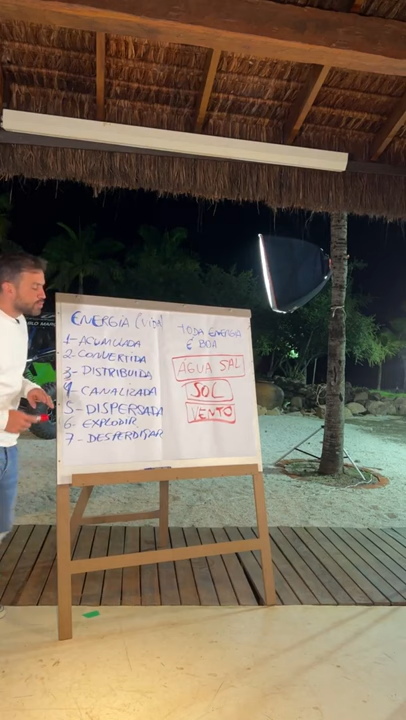 ENERGIA (VIDA)
1- ACUMULADA
2- CONVERTIDA
3- DISTRIBUIDA
4- CANALIZADA
5- DISPERSADA
6- EXPLODIR
7- DESPERDIÇAR
TODA ENERGIA
É BOA
ÁGUA SAL
SOL
VENTO